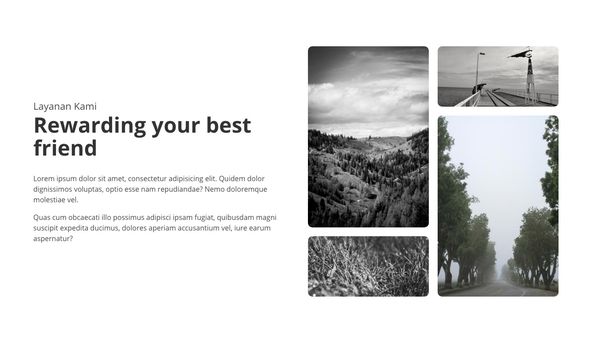 Layanan Kami
Rewarding your best
friend
Lorem ipsum dolor sit amet, consectetur adipisicing elit. Quidem dolor
dignissimos voluptas, optio esse nam repudiandae? Nemo doloremque
molestiae vel.
Quas cum obcaecati illo possimus adipisci ipsam fugiat, quibusdam magni
suscipit expedita ducimus, dolores aperiam accusantium vel, iure earum
aspernatur?